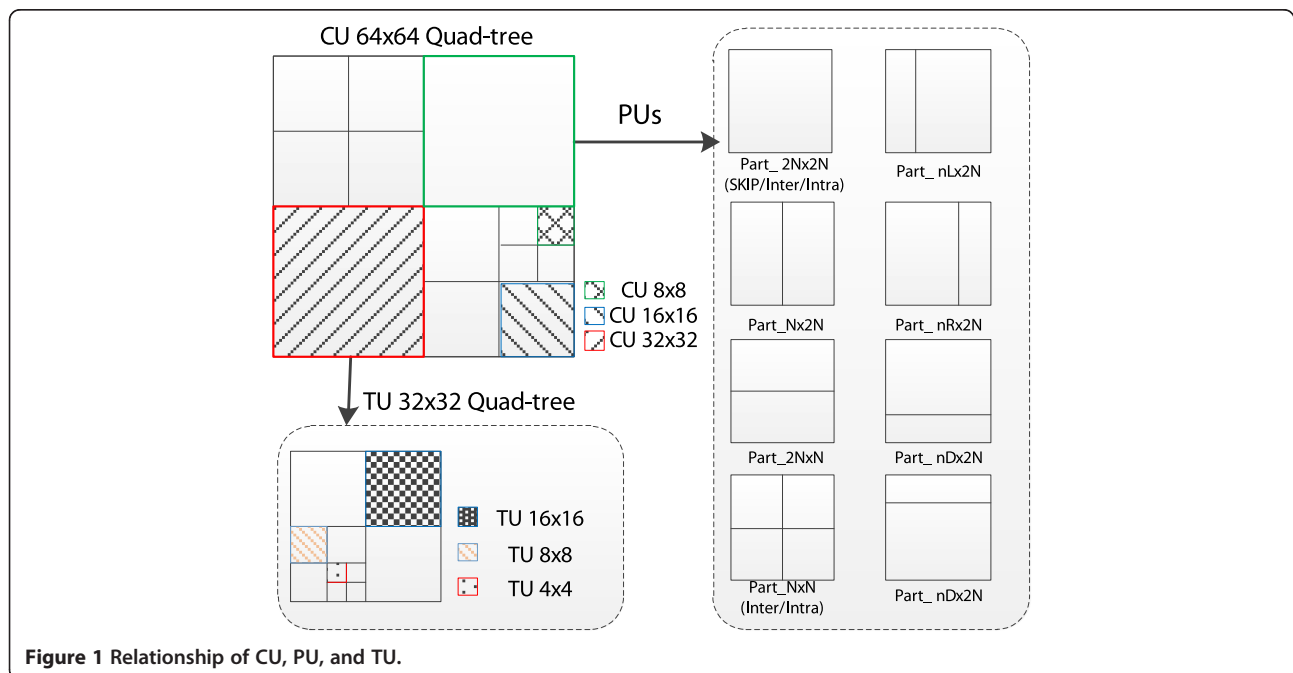 CU 64x64 Quad-tree
PUs
CU 8x8
CU 16x16
CU 32x32
TU 32x32 Quad-tree
TU 16x16
TU 8x8
TU 4x4
Part_ 2Nx2N
(SKIP/Inter/Intra)
Part_ nLx2N
Part_Nx2N
Part_ nRx2N
Part_2NxN
Part_ nDx2N
Part_NxN
(Inter/Intra)
Part_ nDx2N
Figure 1 Relationship of CU, PU, and TU.